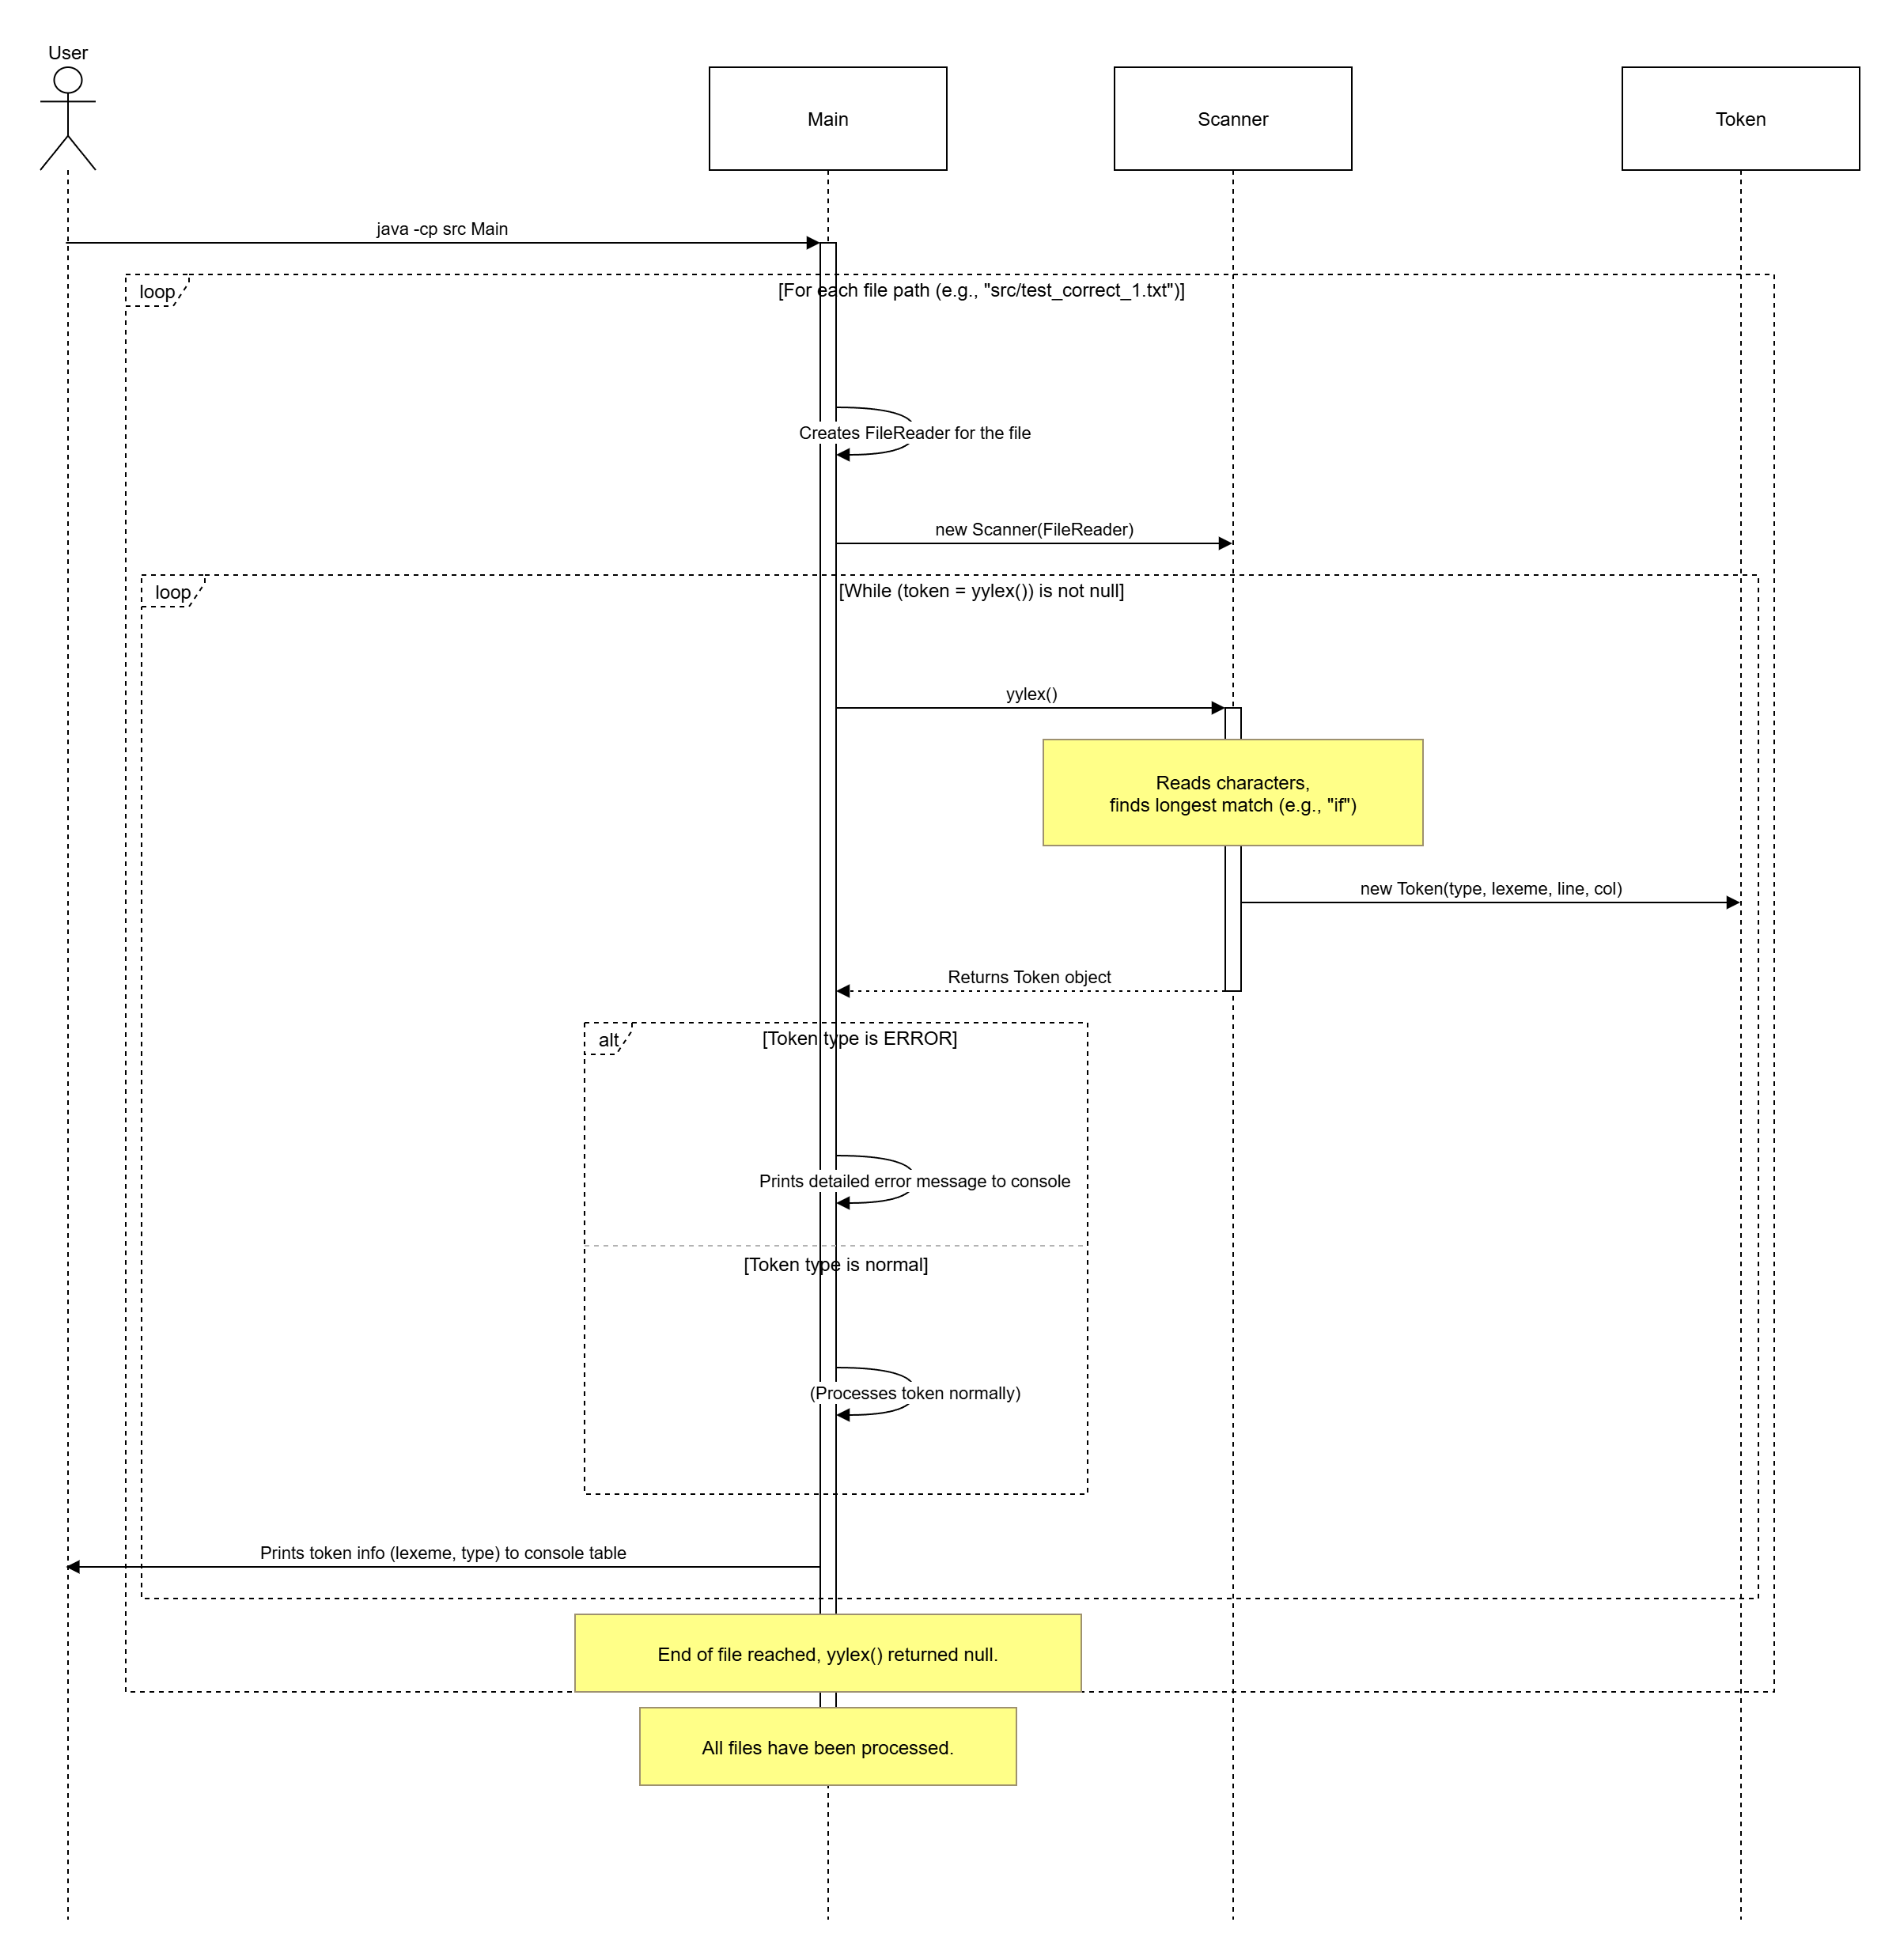 User
Main
Scanner
Token
java -cp src Main
loop
[For each file path (e.g., "src/test_correct_1.txt")]
Creates FileReader for the file
new Scanner(FileReader)
loop
[While (token = yylex()) is not null]
yylex()
Reads characters,
finds longest match (e.g., "if")
new Token(type, lexeme, line, col)
Returns Token object
alt
[Token type is ERROR]
Prints detailed error message to console
[Token type is normal]
(Processes token normally)
Prints token info (lexeme, type) to console table
End of file reached, yylex() returned null.
All files have been processed.